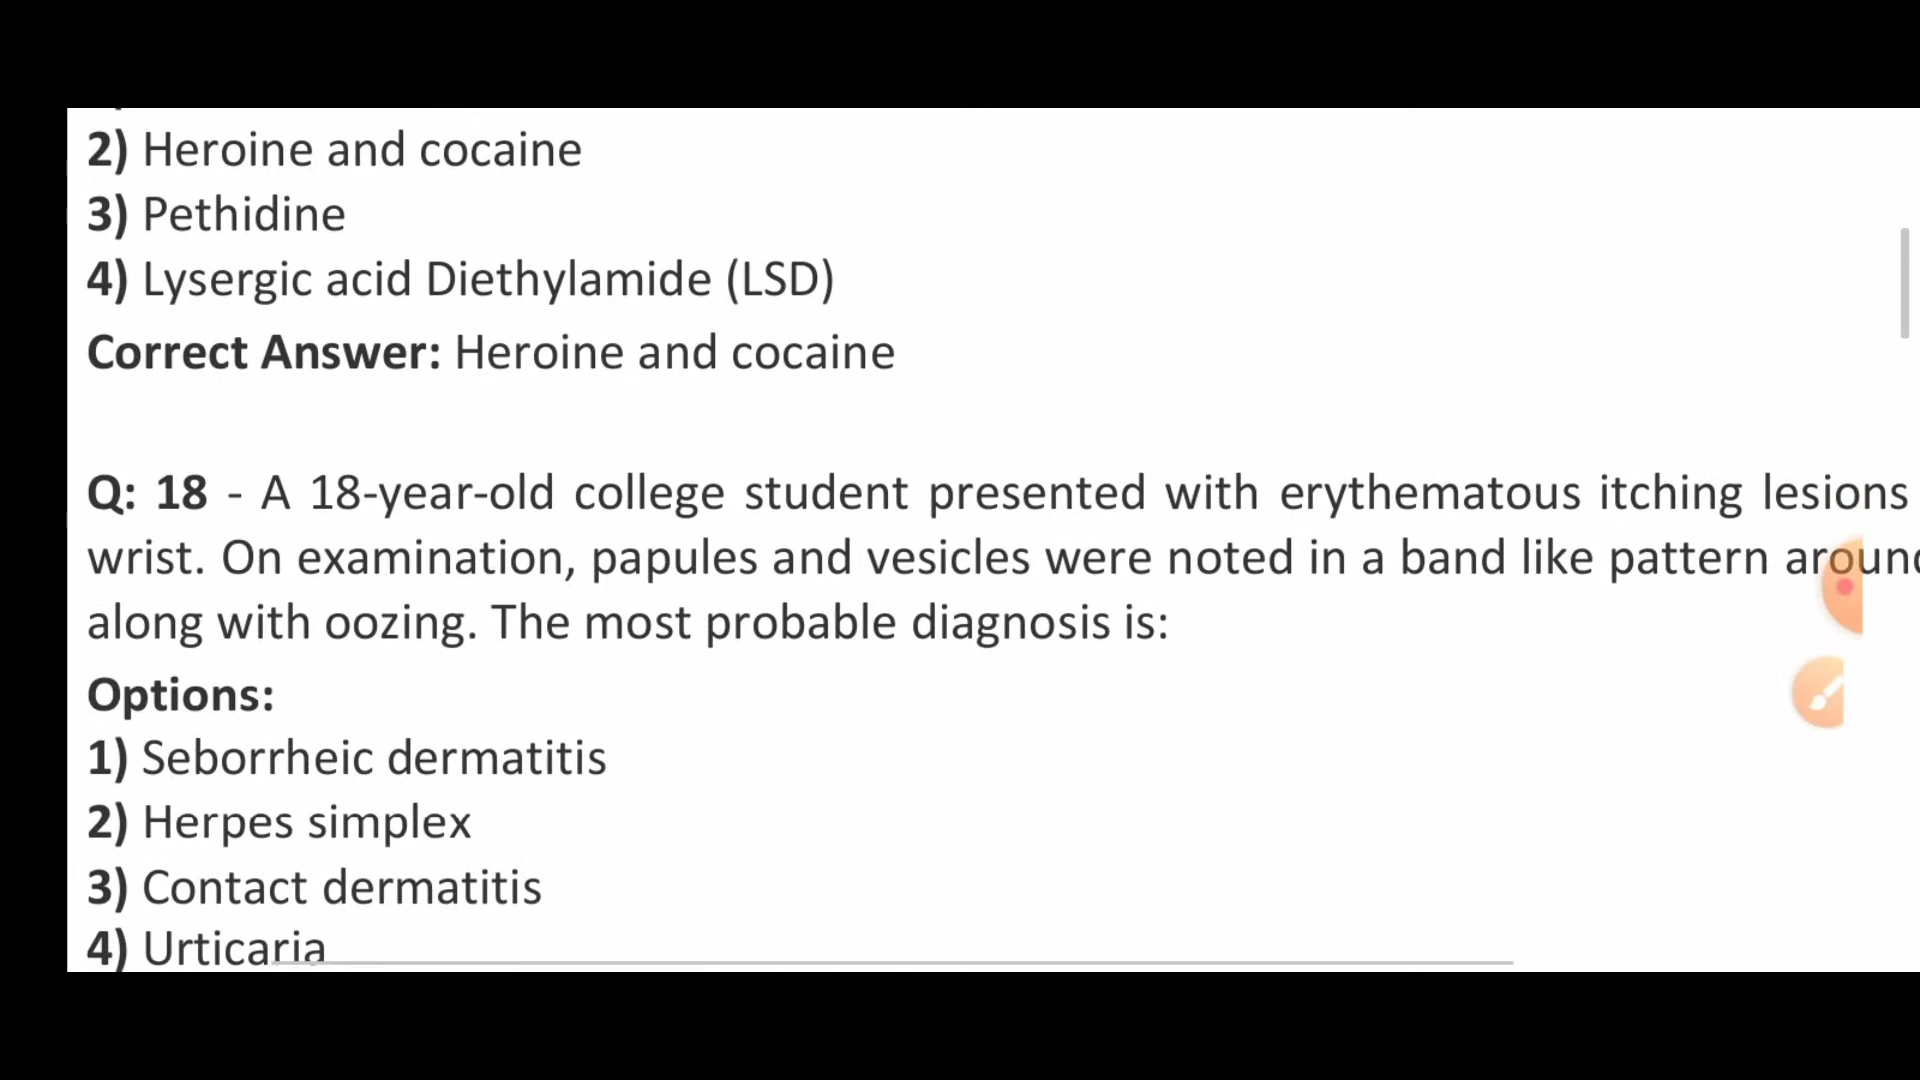 2) Heroine and cocaine
3) Pethidine
4) Lysergic acid Diethylamide (LSD)
Correct Answer: Heroine and cocaine
Q: 18 - A 18-year-old college student presented with erythematous itching lesions
wrist. On examination, papules and vesicles were noted in a band like pattern
along with oozing. The most probable diagnosis is:
Options:
1) Seborrheic dermatitis
2) Herpes simplex
3) Contact dermatitis
4) Urticaria